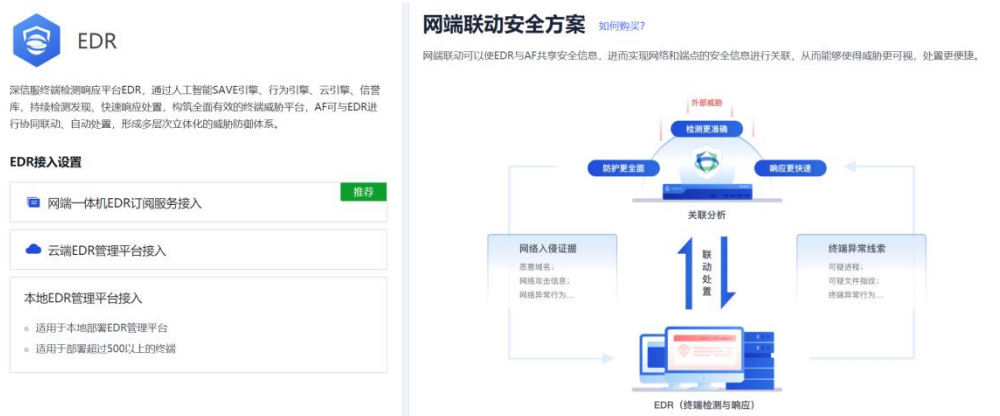 EDR
深信服终端检测响应平台EDR，通过人工智能SAVE引擎、行为引擎、云引擎、信誉
库，持续检测发现、快速响应处置，构筑全面有效的终端威胁平台，AF可与EDR进
行协同联动、自动处置，形成多层次立体化的威胁防御体系。
EDR接入设置
推荐
网端一体机EDR订阅服务接入
云端EDR管理平台接入
本地EDR管理平台接入
适用于本地部署EDR管理平台
适用于部署超过500以上的终端
网端联动安全方案 如何购买?
网端联动可以使EDR与AF共享安全信息，进而实现网络和端点的安全信息进行关联，从而能够使得威胁更可视，处置更便捷。
外部威胁
检测更准确
防护更全面
响应更快速
关联分析
网络入侵证据
恶意域名；
网络攻击信息；
网络异常行为...
联动处置
终端异常线索
可疑进程；
可疑文件指纹；
终端异常行为...
EDR（终端检测与响应）